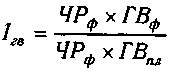 I_гв = (ЧР_ф × ГВ_ф) / (ЧР_ф × ГВ_пл)